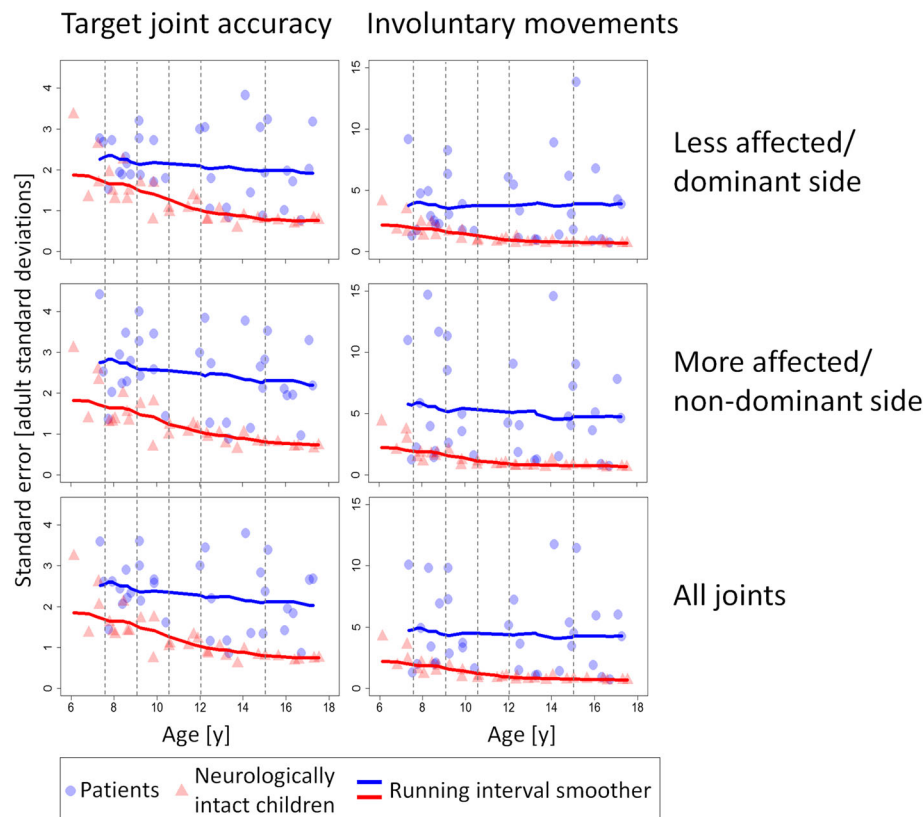 Target joint accuracy
Involuntary movements
Standard error [adult standard deviations]
0 1 2 3 4
0 5 10 15
Less affected/
dominant side
0 1 2 3 4
0 5 10 15
More affected/
non-dominant side
0 1 2 3 4
0 5 10 15
All joints
6 8 10 12 14 16 18
6 8 10 12 14 16 18
Age [y]
Age [y]
Patients
Neurologically
intact children
Running interval smoother